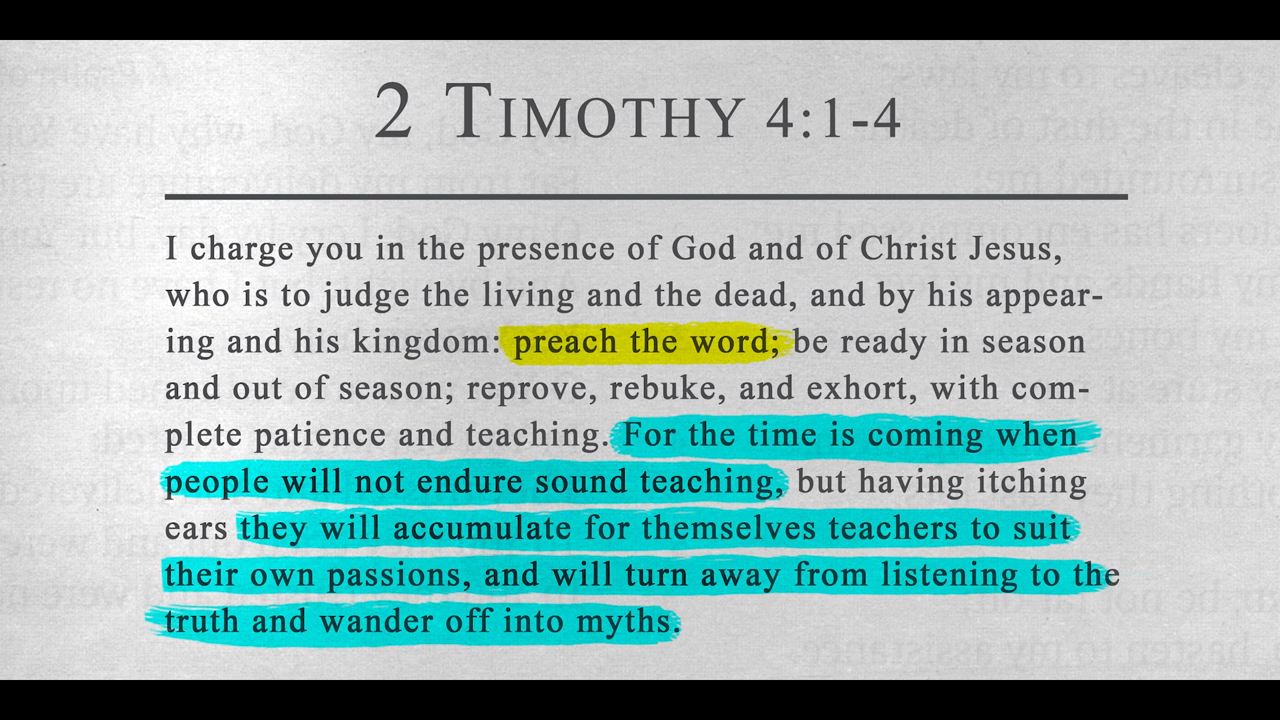 2 TIMOTHY 4:1-4
I charge you in the presence of God and of Christ Jesus,
who is to judge the living and the dead, and by his appear-
ing and his kingdom: preach the word; be ready in season
and out of season; reprove, rebuke, and exhort, with com-
plete patience and teaching. For the time is coming when
people will not endure sound teaching, but having itching
ears they will accumulate for themselves teachers to suit
their own passions, and will turn away from listening to the
truth and wander off into myths.